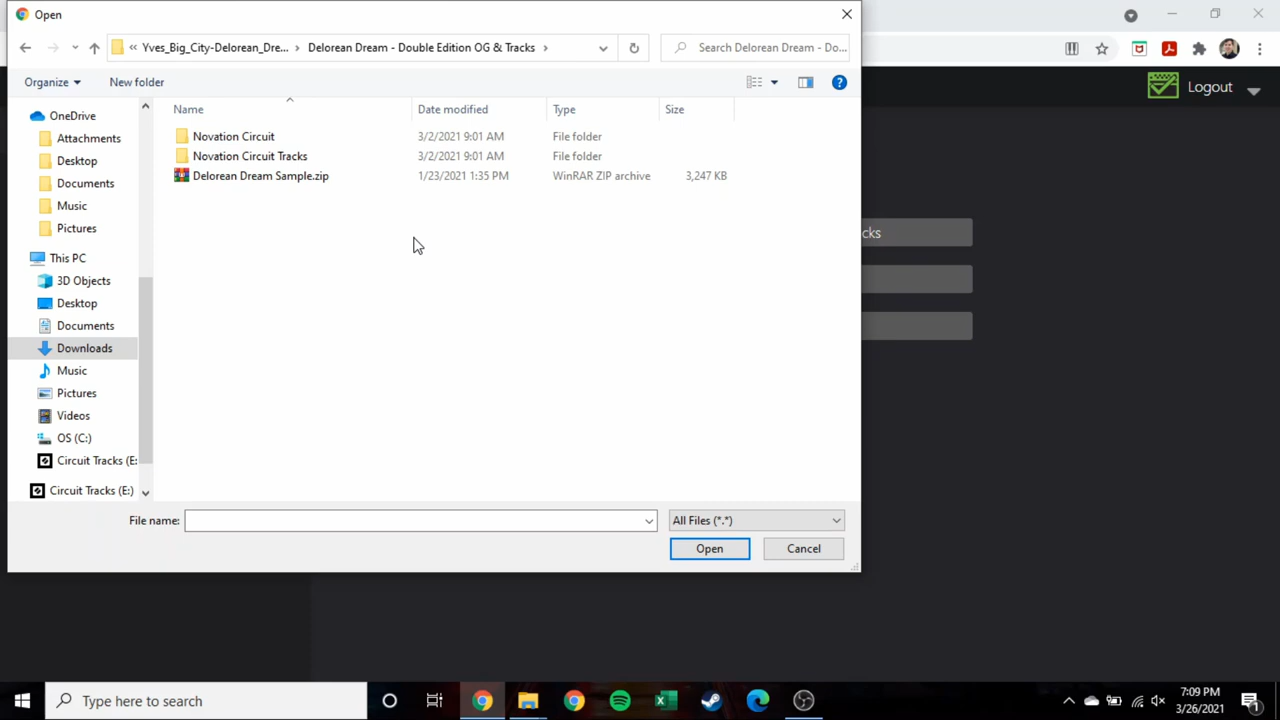 Open
« Yves_Big_City-Delorean_Dre... › Delorean Dream - Double Edition OG & Tracks ›
Search Delorean Dream - Do...
Organize
New folder
Logout
Name
Date modified
Type
Size
OneDrive
Attachments
Desktop
Documents
Music
Pictures
This PC
3D Objects
Desktop
Documents
Downloads
Music
Pictures
Videos
OS (C:)
Circuit Tracks (E:
Circuit Tracks (E:)
Novation Circuit 3/2/2021 9:01 AM File folder
Novation Circuit Tracks 3/2/2021 9:01 AM File folder
Delorean Dream Sample.zip 1/23/2021 1:35 PM WinRAR ZIP archive 3,247 KB
cks
File name:
All Files (*.*)
Open
Cancel
Type here to search
7:09 PM
3/26/2021
1